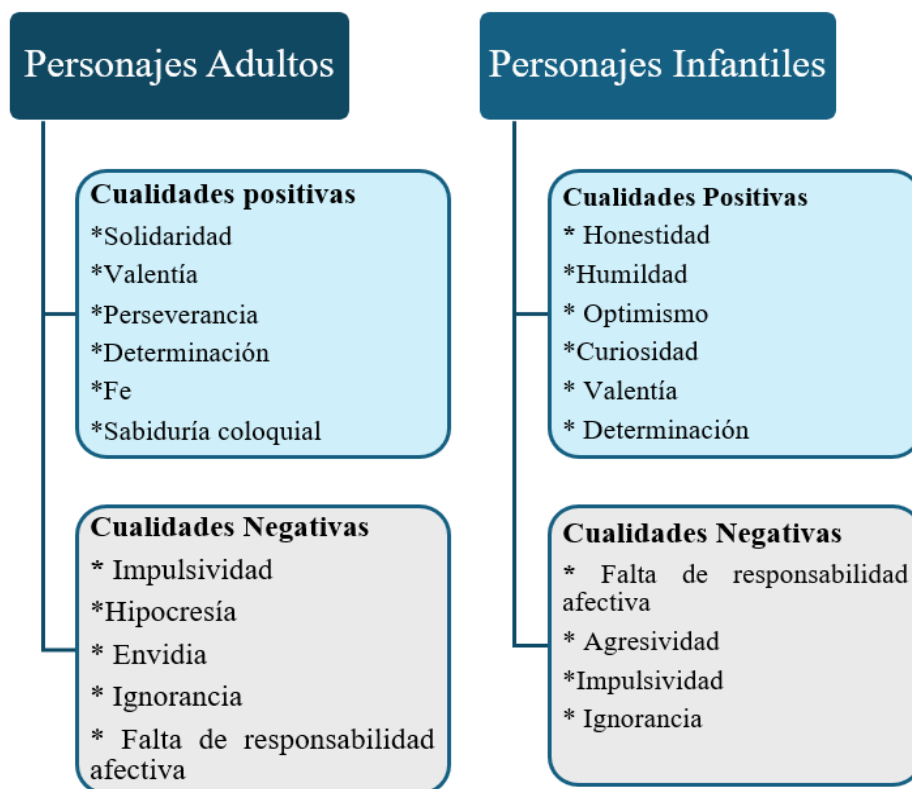 Personajes Adultos
Cualidades positivas
*Solidaridad
*Valentía
*Perseverancia
*Determinación
*Fe
*Sabiduría coloquial
Cualidades Negativas
* Impulsividad
*Hipocresía
* Envidia
* Ignorancia
* Falta de responsabilidad
afectiva
Personajes Infantiles
Cualidades Positivas
* Honestidad
*Humildad
* Optimismo
*Curiosidad
* Valentía
* Determinación
Cualidades Negativas
* Falta de responsabilidad
afectiva
* Agresividad
*Impulsividad
* Ignorancia